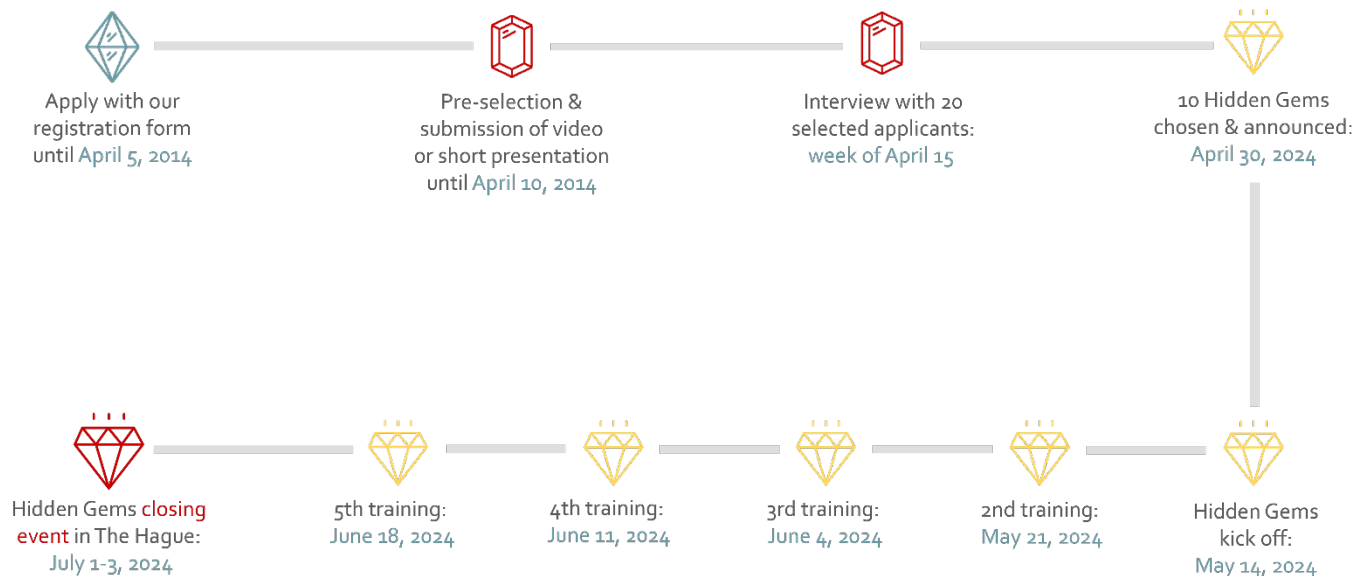 Apply with our
registration form
until April 5, 2014
Pre-selection &
submission of video
or short presentation
until April 10, 2014
Interview with 20
selected applicants:
week of April 15
10 Hidden Gems
chosen & announced:
April 30, 2024
Hidden Gems closing
event in The Hague:
July 1-3, 2024
5th training:
June 18, 2024
4th training:
June 11, 2024
3rd training:
June 4, 2024
2nd training:
May 21, 2024
Hidden Gems
kick off:
May 14, 2024